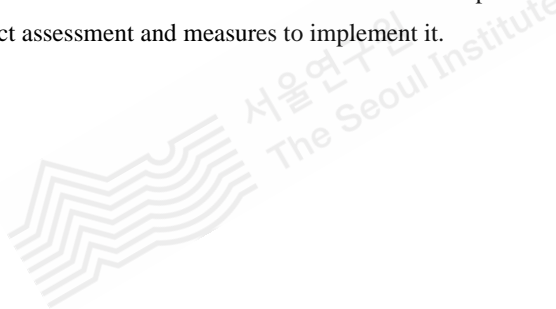 ct assessment and measures to implement it.
서울연구원
The Seoul Institute